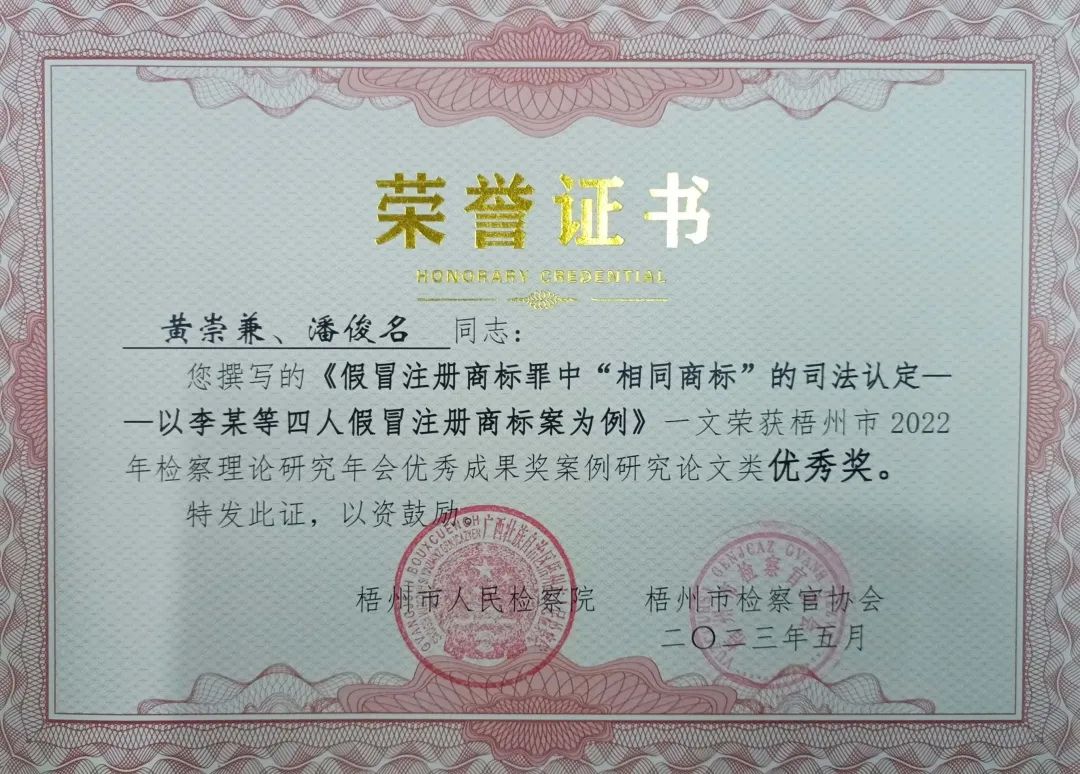 荣誉证书
HONORARY CREDENTIAL
黄崇兼、潘俊名 同志：
您撰写的《假冒注册商标罪中“相同商标”的司法认定—
—以李某等四人假冒注册商标案为例》一文荣获梧州市 2022
年检察理论研究年会优秀成果奖案例研究论文类优秀奖。
特发此证，以资鼓励。
梧州市人民检察院 梧州市检察官协会
二〇二三年五月